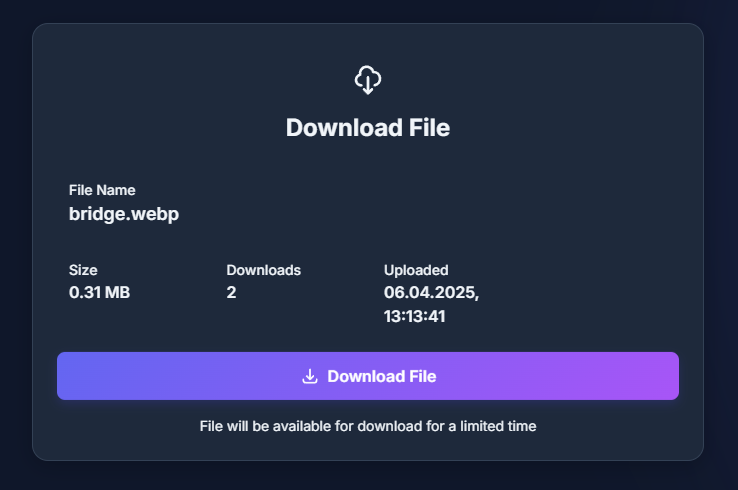 Download File
File Name
bridge.webp
Size
0.31 MB
Downloads
2
Uploaded
06.04.2025,
13:13:41
Download File
File will be available for download for a limited time